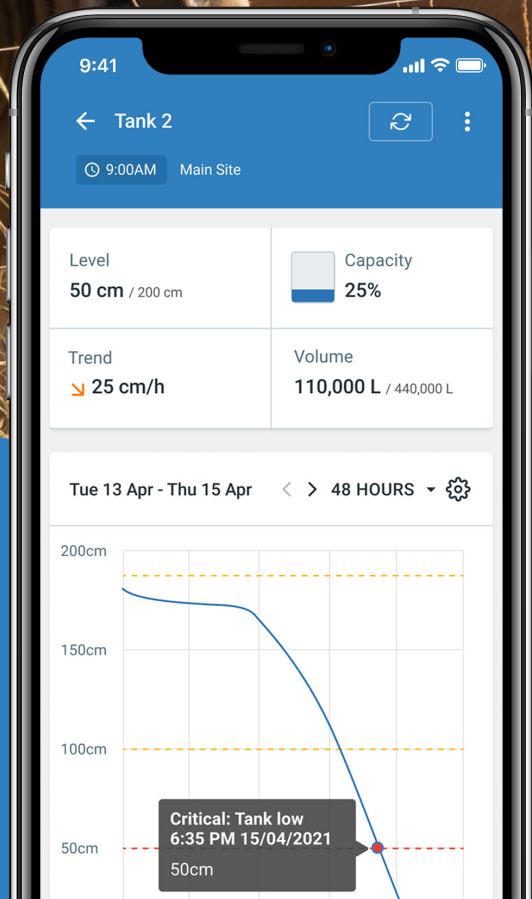 9:41
Tank 2
9:00AM Main Site
Level
50 cm / 200 cm
Capacity
25%
Trend
25 cm/h
Volume
110,000 L / 440,000 L
Tue 13 Apr - Thu 15 Apr
48 HOURS
200cm
150cm
100cm
Critical: Tank low
6:35 PM 15/04/2021
50cm
50cm